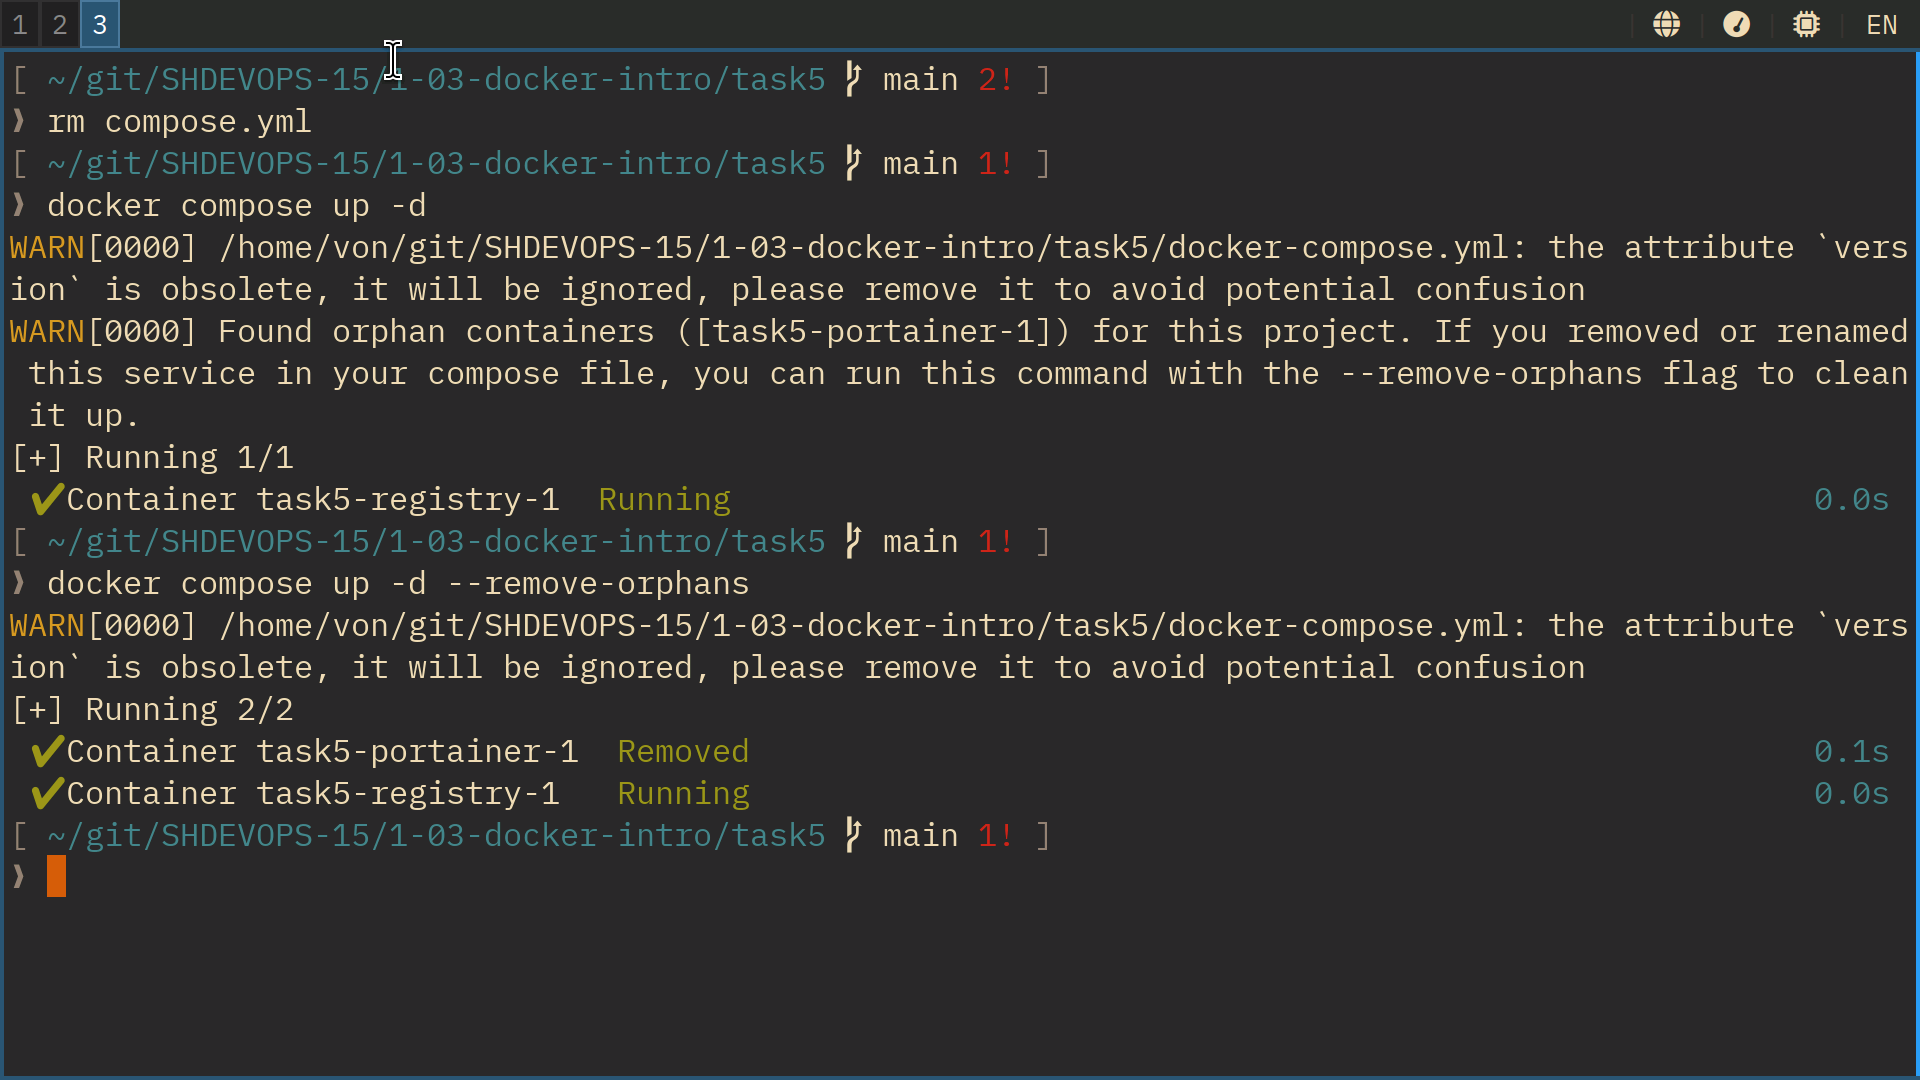 1 2 3 EN
[ ~/git/SHDEVOPS-15/1-03-docker-intro/task5 main 2! ]
❯ rm compose.yml
[ ~/git/SHDEVOPS-15/1-03-docker-intro/task5 main 1! ]
❯ docker compose up -d
WARN[0000] /home/von/git/SHDEVOPS-15/1-03-docker-intro/task5/docker-compose.yml: the attribute `vers
ion` is obsolete, it will be ignored, please remove it to avoid potential confusion
WARN[0000] Found orphan containers ([task5-portainer-1]) for this project. If you removed or renamed
this service in your compose file, you can run this command with the --remove-orphans flag to clean
it up.
[+] Running 1/1
✔Container task5-registry-1 Running 0.0s
[ ~/git/SHDEVOPS-15/1-03-docker-intro/task5 main 1! ]
❯ docker compose up -d --remove-orphans
WARN[0000] /home/von/git/SHDEVOPS-15/1-03-docker-intro/task5/docker-compose.yml: the attribute `vers
ion` is obsolete, it will be ignored, please remove it to avoid potential confusion
[+] Running 2/2
✔Container task5-portainer-1 Removed 0.1s
✔Container task5-registry-1 Running 0.0s
[ ~/git/SHDEVOPS-15/1-03-docker-intro/task5 main 1! ]
❯